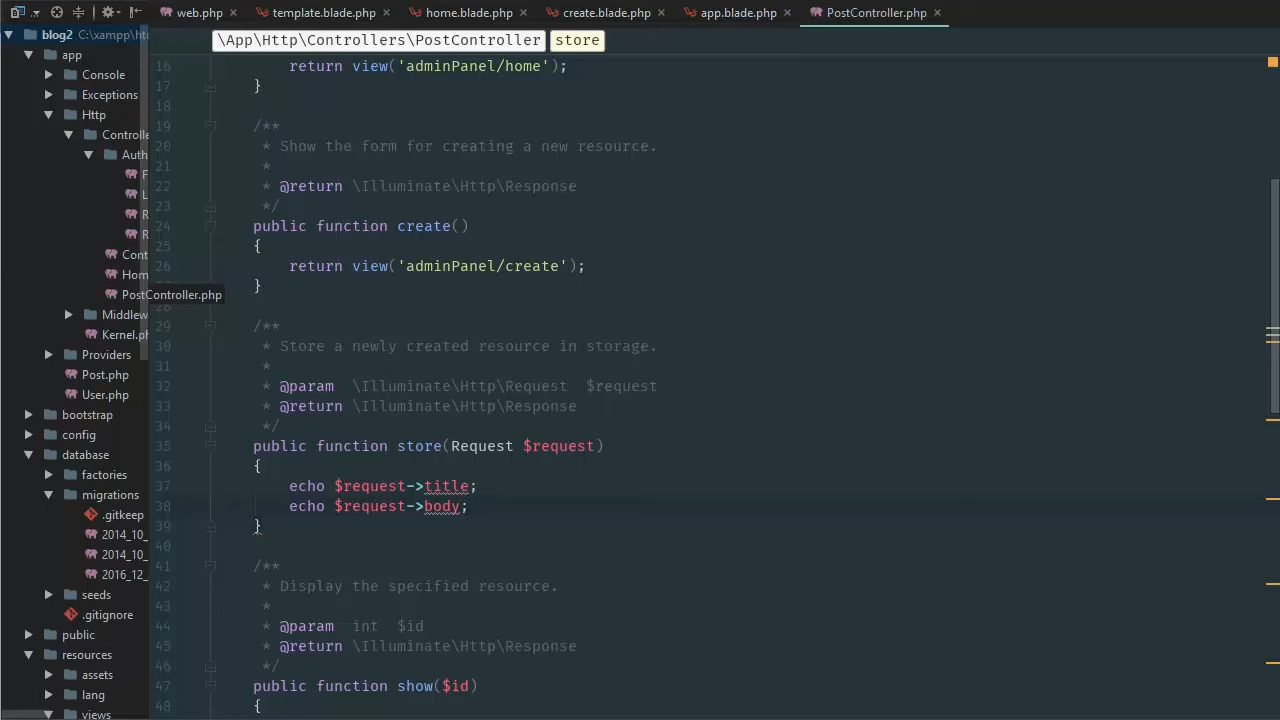 web.php
template.blade.php
home.blade.php
create.blade.php
app.blade.php
PostController.php
blog2 C:\xampp\htc
\App\Http\Controllers\PostController store
app
Console
Exceptions
Http
Controlle
Auth
F
L
R
R
Cont
Home
PostController.php
Middlew
Kernel.ph
Providers
Post.php
User.php
bootstrap
config
database
factories
migrations
.gitkeep
2014_10_
2014_10_
2016_12_
seeds
.gitignore
public
resources
assets
lang
views
16 return view('adminPanel/home');
17 }
18
19 /**
20 * Show the form for creating a new resource.
21 *
22 * @return \Illuminate\Http\Response
23 */
24 public function create()
25 {
26 return view('adminPanel/create');
}
28
29 /**
30 * Store a newly created resource in storage.
31 *
32 * @param  \Illuminate\Http\Request  $request
33 * @return \Illuminate\Http\Response
34 */
35 public function store(Request $request)
36 {
37 echo $request->title;
38 echo $request->body;
39 }
40
41 /**
42 * Display the specified resource.
43 *
44 * @param  int  $id
45 * @return \Illuminate\Http\Response
46 */
47 public function show($id)
48 {